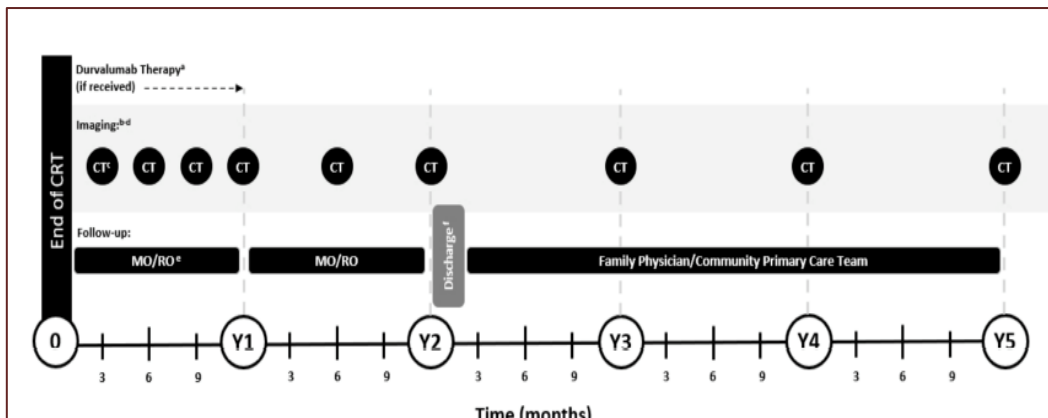 End of CRT
Durvalumab Therapyᵃ
(if received)
Imaging:ᵇ⁻ᵈ
CTᶜ CT CT CT CT CT CT CT CT
Follow-up:
MO/ROᵉ MO/RO Dischargeᶠ Family Physician/Community Primary Care Team
0 Y1 Y2 Y3 Y4 Y5
3 6 9 3 6 9 3 6 9 3 6 9 3 6 9
Time (months)